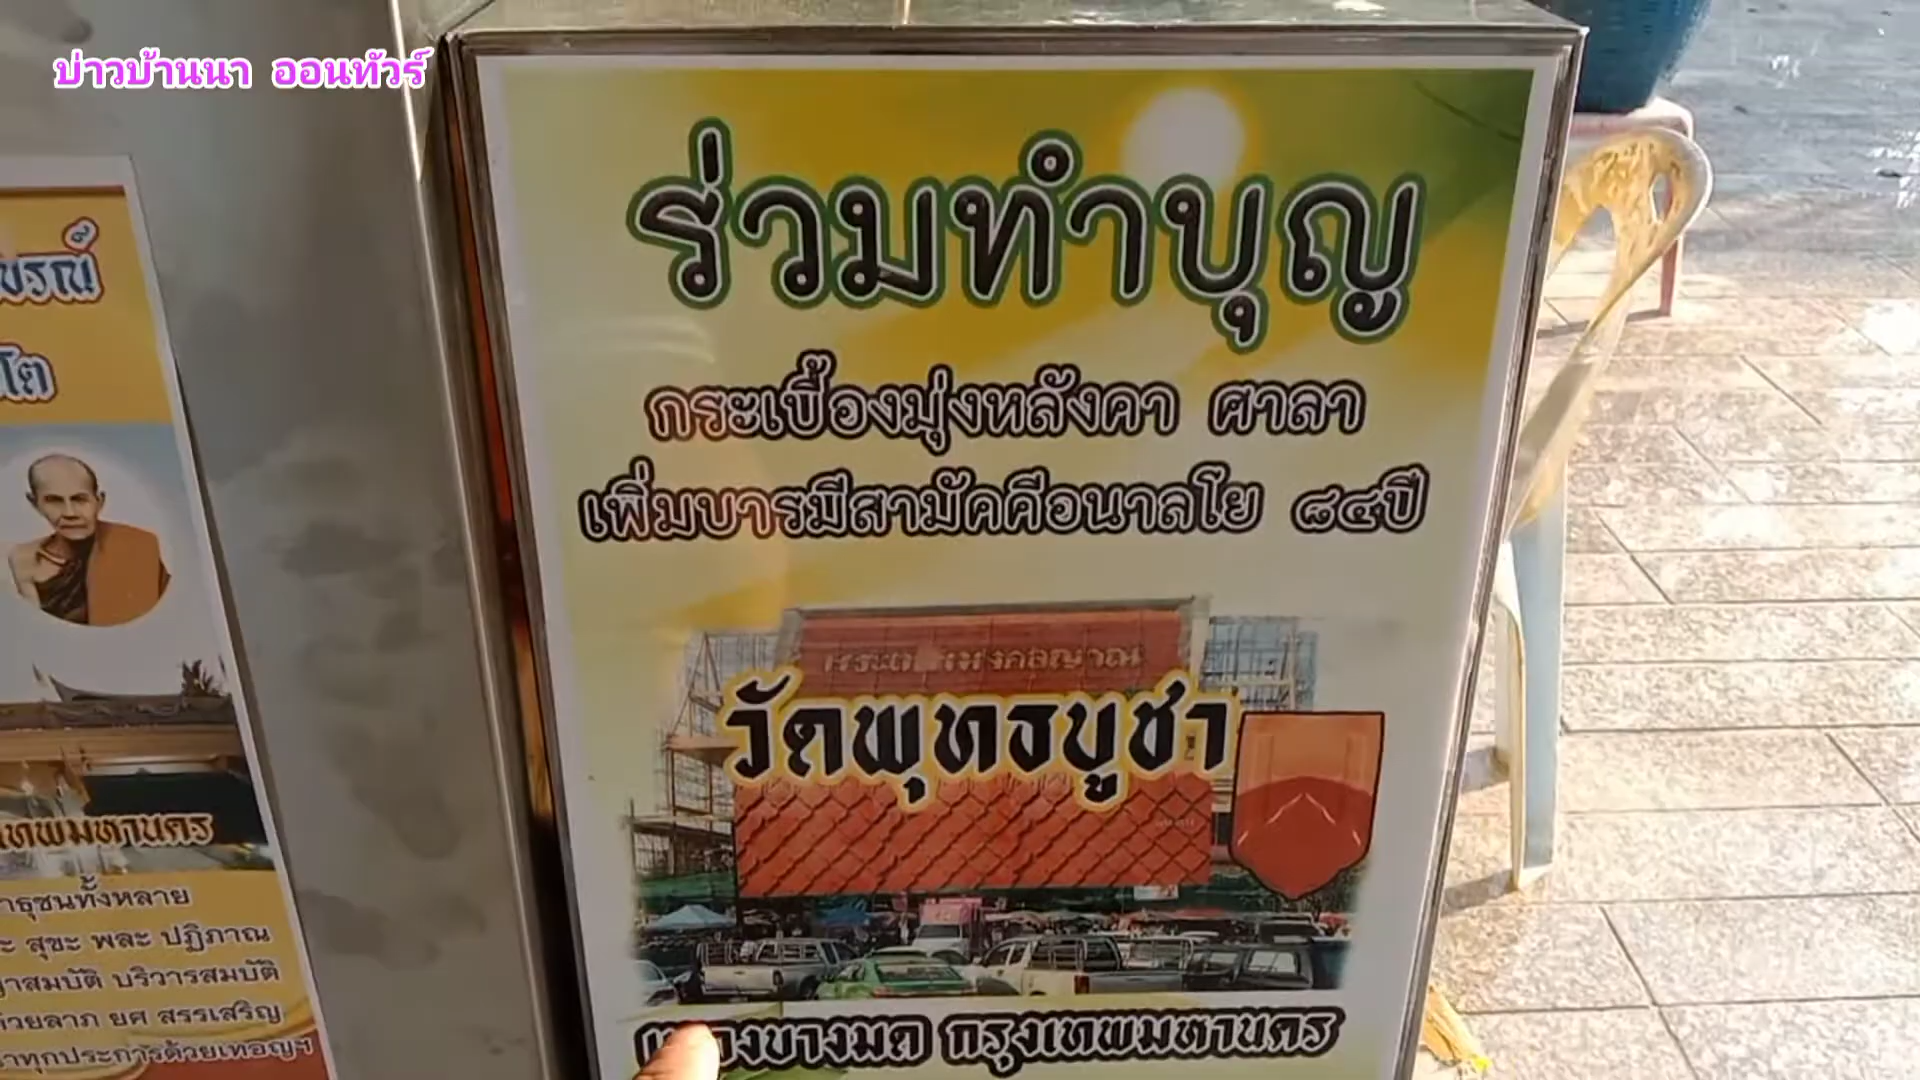 บ่าวบ้านนา ออนทัวร์
ร่วมทำบุญ
กระเบื้องมุ่งหลังคา ศาลา
เพิ่มบารมีสามัคคีอนาลโย ๘๔ปี
วัดพุทธบูชา
บางมด กรุงเทพมหานคร
โต
เทพมหานคร
ธุชนทั้งหลาย
สุขะ พละ ปฏิภาณ
สมบัติ บริวารสมบัติ
ด้วยลาภ ยศ สรรเสริญ
ทุกประการด้วยเทอญฯ